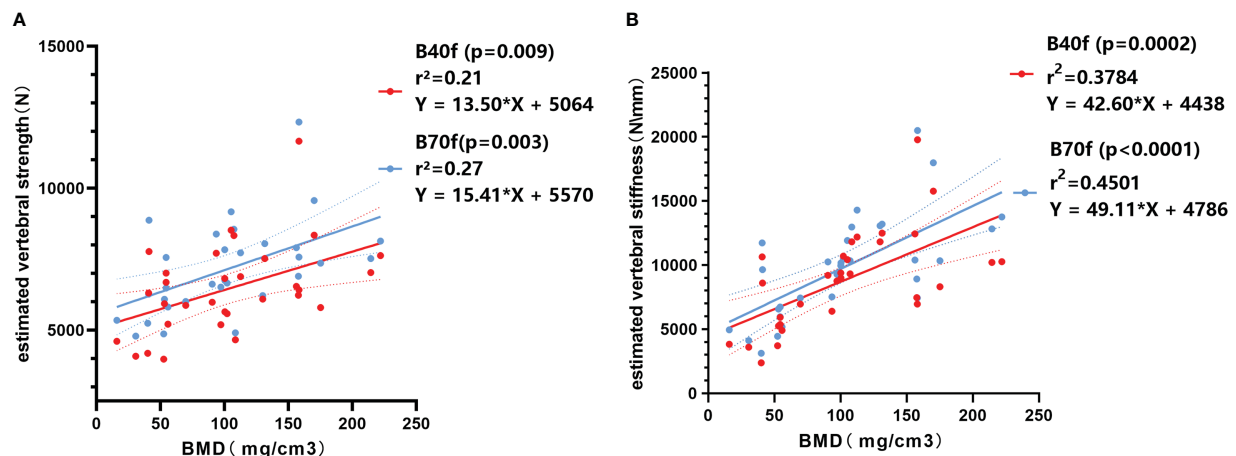 A
estimated vertebral strength(N)
15000
10000
5000
0
50
100
150
200
250
BMD( mg/cm3)
B40f (p=0.009)
r²=0.21
Y = 13.50*X + 5064
B70f(p=0.003)
r²=0.27
Y = 15.41*X + 5570
B
estimated vertebral stiffness(N\mm)
25000
20000
15000
10000
5000
0
0
50
100
150
200
250
BMD( mg/cm3)
B40f (p=0.0002)
r²=0.3784
Y = 42.60*X + 4438
B70f (p<0.0001)
r²=0.4501
Y = 49.11*X + 4786